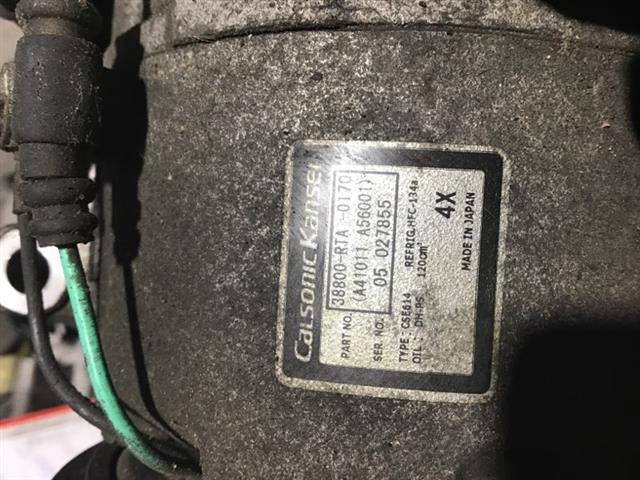 Calsonic Kansei
PART NO. 38800-RTA -0170
(A41011 A56001)
SER. NO. 05 027855
TYPE : CSE614 REFRIG.HFC-134a
OIL : DH-PS 120cm³
4X
MADE IN JAPAN